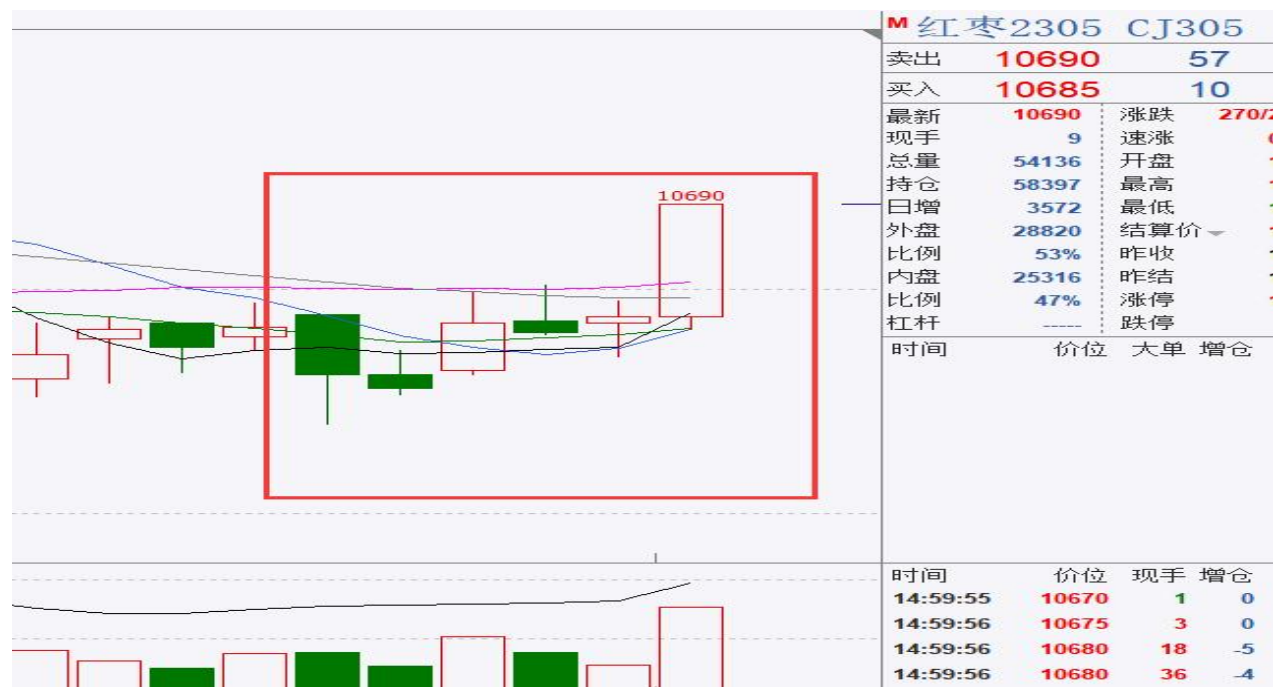 M 红枣2305 CJ305
卖出 10690 57
买入 10685 10
最新 10690 涨跌 270/
现手 9 速涨
总量 54136 开盘
持仓 58397 最高
日增 3572 最低
外盘 28820 结算价
比例 53% 昨收
内盘 25316 昨结
比例 47% 涨停
杠杆 ----- 跌停
时间 价位 大单 增仓
10690
时间 价位 现手 增仓
14:59:55 10670 1 0
14:59:56 10675 3 0
14:59:56 10680 18 -5
14:59:56 10680 36 -4